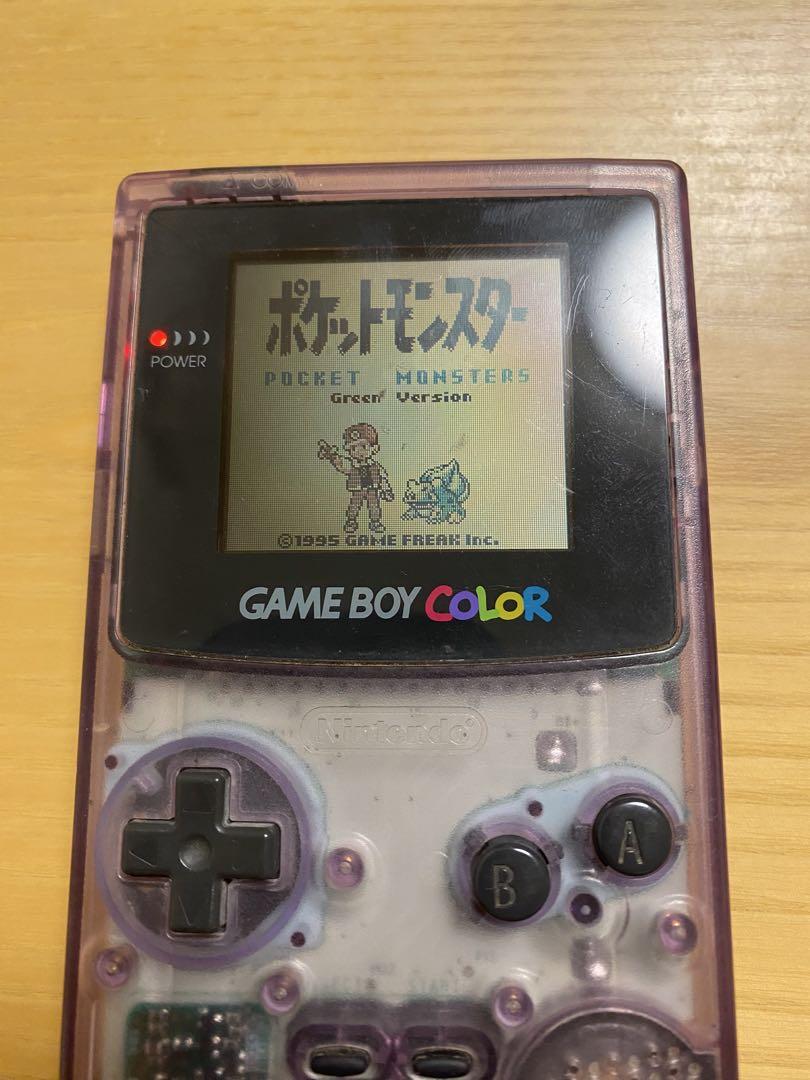 POWER
ポケットモンスター
POCKET MONSTERS
Green Version
©1995 GAME FREAK Inc.
GAME BOY COLOR
Nintendo®
B A